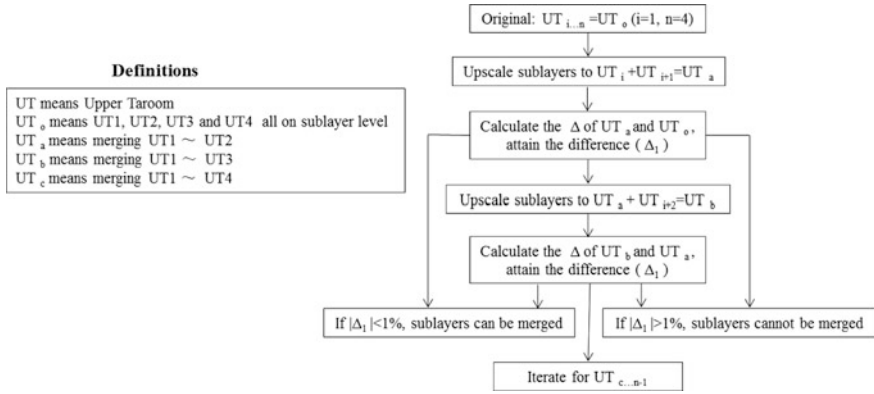 Definitions
UT means Upper Taroom
UT o means UT1, UT2, UT3 and UT4 all on sublayer level
UT a means merging UT1 ～ UT2
UT b means merging UT1 ～ UT3
UT c means merging UT1 ～ UT4
Original: UT i…n =UT o (i=1, n=4)
Upscale sublayers to UT i +UT i+1=UT a
Calculate the Δ of UT a and UT o,
attain the difference ( Δ1 )
Upscale sublayers to UT a + UT i+2=UT b
Calculate the Δ of UT b and UT a,
attain the difference ( Δ1 )
If |Δ1 |<1%, sublayers can be merged
If |Δ1 |>1%, sublayers cannot be merged
Iterate for UT c…n-1